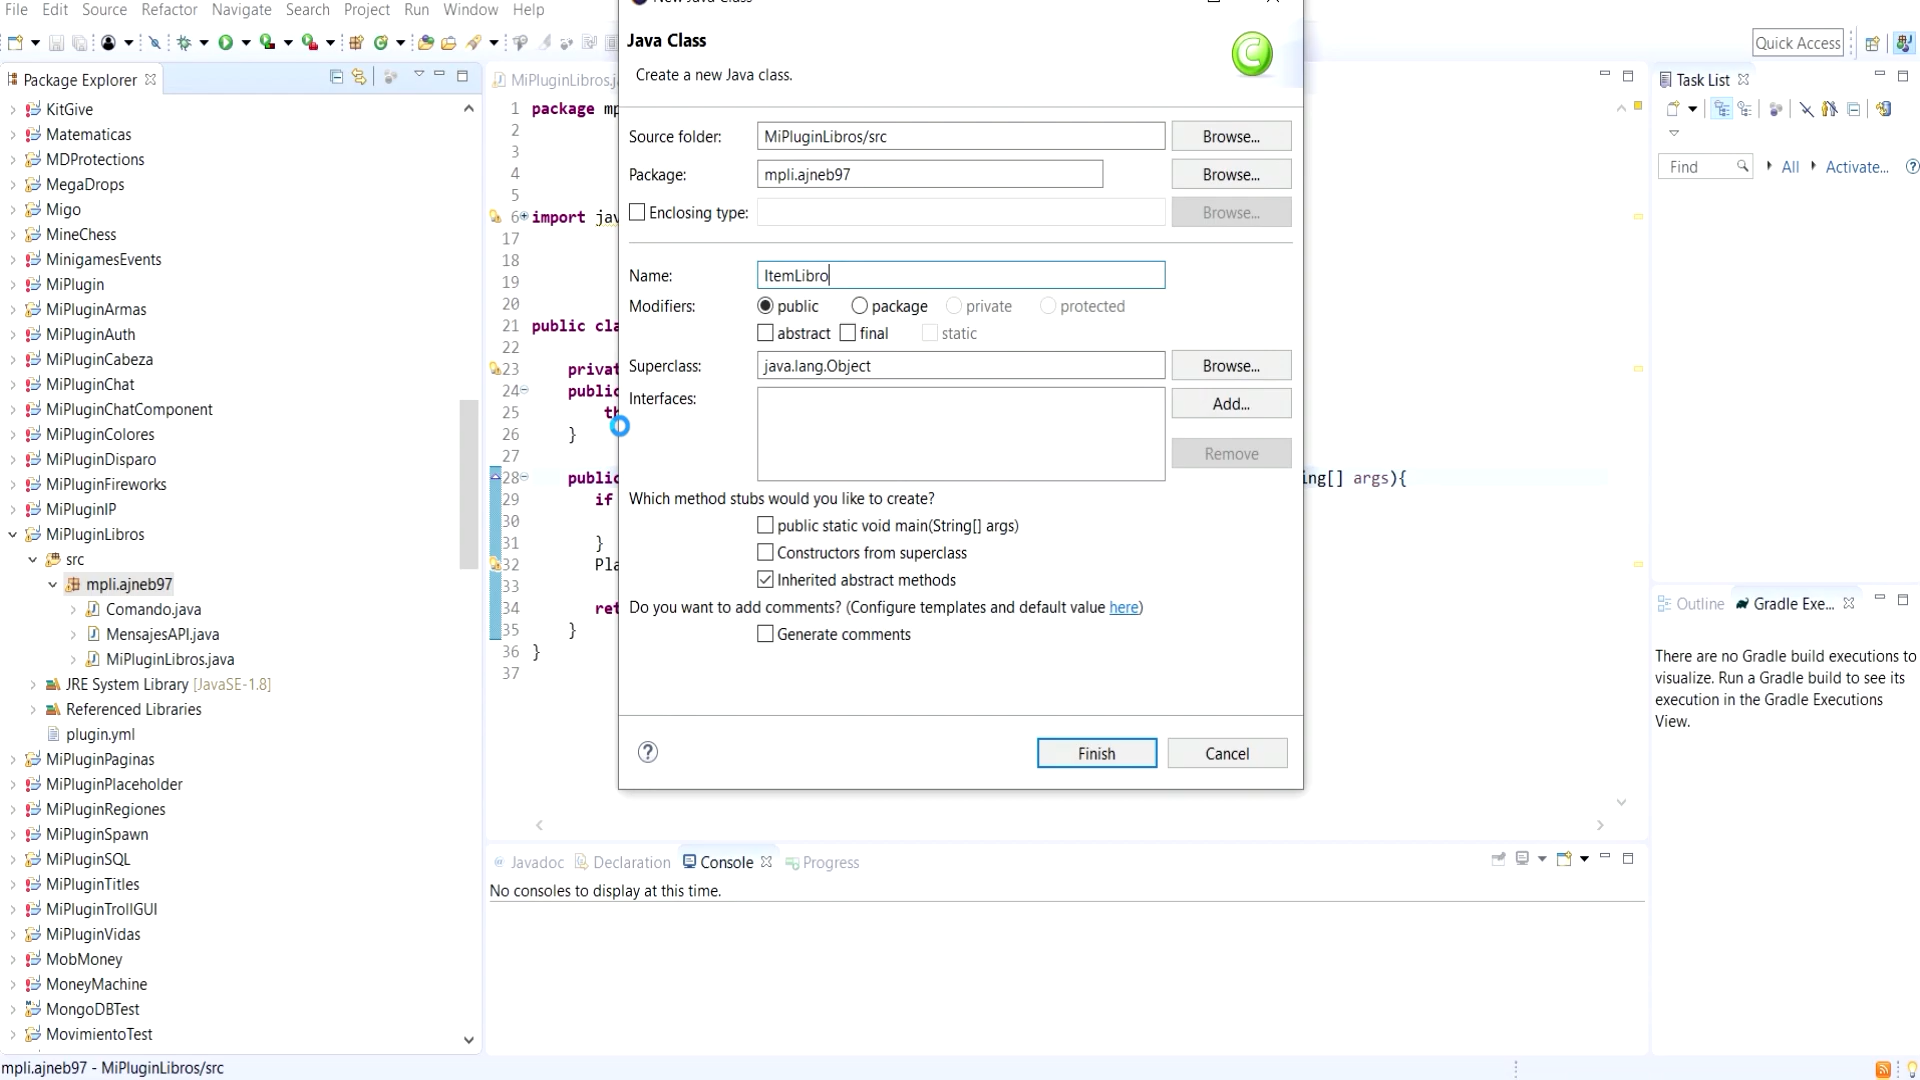 File Edit Source Refactor Navigate Search Project Run Window Help
Quick Access
Package Explorer
KitGive
Matematicas
MDProtections
MegaDrops
Migo
MineChess
MinigamesEvents
MiPlugin
MiPluginArmas
MiPluginAuth
MiPluginCabeza
MiPluginChat
MiPluginChatComponent
MiPluginColores
MiPluginDisparo
MiPluginFireworks
MiPluginIP
MiPluginLibros
src
mpli.ajneb97
Comando.java
MensajesAPI.java
MiPluginLibros.java
JRE System Library [JavaSE-1.8]
Referenced Libraries
plugin.yml
MiPluginPaginas
MiPluginPlaceholder
MiPluginRegiones
MiPluginSpawn
MiPluginSQL
MiPluginTitles
MiPluginTrollGUI
MiPluginVidas
MobMoney
MoneyMachine
MongoDBTest
MovimientoTest
mpli.ajneb97 - MiPluginLibros/src
MiPluginLibros.j
1 package mp
2
3
4
5
6 import jav
17
18
19
20
21 public cla
22
23 privat
24 public
25 th
26 }
27
28 public ing[] args){
29 if
30
31 }
32 Pla
33
34 ret
35 }
36 }
37
Java Class
Create a new Java class.
Source folder: MiPluginLibros/src Browse...
Package: mpli.ajneb97 Browse...
Enclosing type: Browse...
Name: ItemLibro
Modifiers: public package private protected
abstract final static
Superclass: java.lang.Object Browse...
Interfaces: Add...
Remove
Which method stubs would you like to create?
public static void main(String[] args)
Constructors from superclass
Inherited abstract methods
Do you want to add comments? (Configure templates and default value here)
Generate comments
Finish Cancel
Javadoc Declaration Console Progress
No consoles to display at this time.
Task List
Find All Activate...
Outline Gradle Exe...
There are no Gradle build executions to
visualize. Run a Gradle build to see its
execution in the Gradle Executions
View.